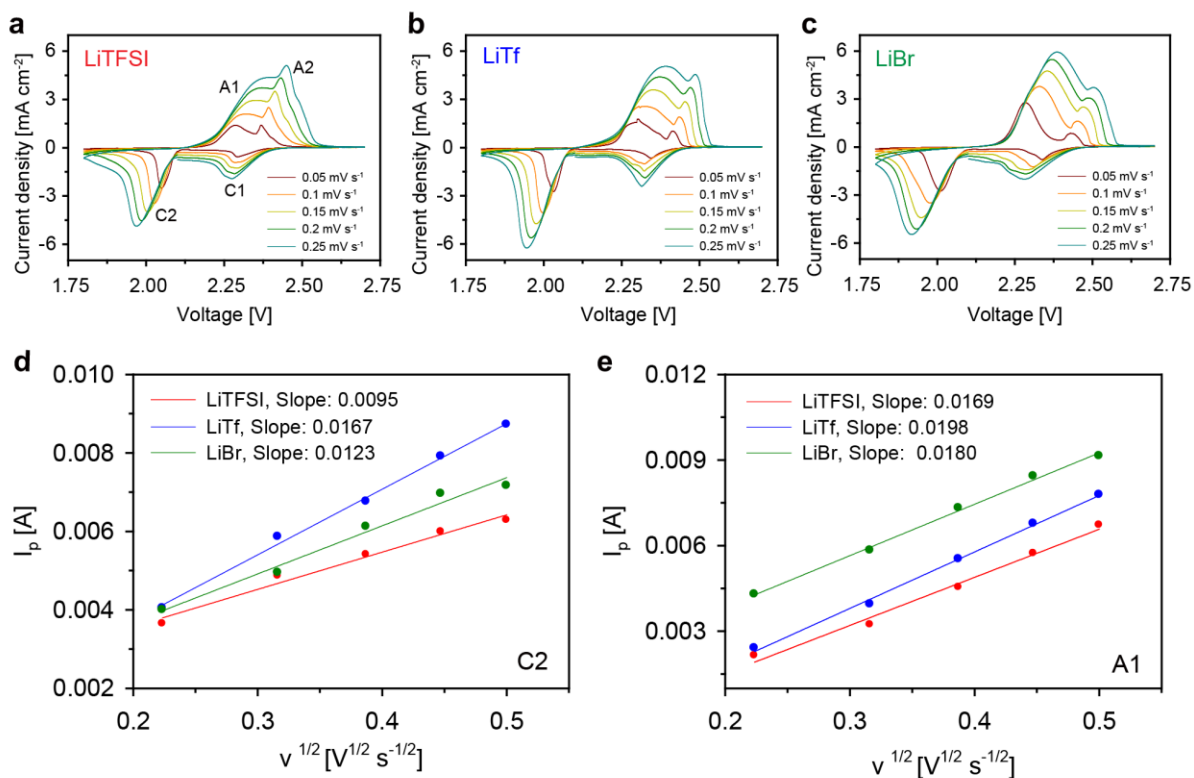 a
LiTFSI
A1
A2
C1
C2
0.05 mV s⁻¹
0.1 mV s⁻¹
0.15 mV s⁻¹
0.2 mV s⁻¹
0.25 mV s⁻¹
6
3
0
-3
-6
Current density [mA cm⁻²]
1.75 2.00 2.25 2.50 2.75
Voltage [V]
b
LiTf
0.05 mV s⁻¹
0.1 mV s⁻¹
0.15 mV s⁻¹
0.2 mV s⁻¹
0.25 mV s⁻¹
6
3
0
-3
-6
Current density [mA cm⁻²]
1.75 2.00 2.25 2.50 2.75
Voltage [V]
c
LiBr
0.05 mV s⁻¹
0.1 mV s⁻¹
0.15 mV s⁻¹
0.2 mV s⁻¹
0.25 mV s⁻¹
6
3
0
-3
-6
Current density [mA cm⁻²]
1.75 2.00 2.25 2.50 2.75
Voltage [V]
d
LiTFSI, Slope: 0.0095
LiTf, Slope: 0.0167
LiBr, Slope: 0.0123
0.010
0.008
0.006
0.004
0.002
I_p [A]
C2
0.2 0.3 0.4 0.5
v ^1/2 [V^1/2 s^-1/2]
e
LiTFSI, Slope: 0.0169
LiTf, Slope: 0.0198
LiBr, Slope: 0.0180
0.012
0.009
0.006
0.003
I_p [A]
A1
0.2 0.3 0.4 0.5
v ^1/2 [V^1/2 s^-1/2]